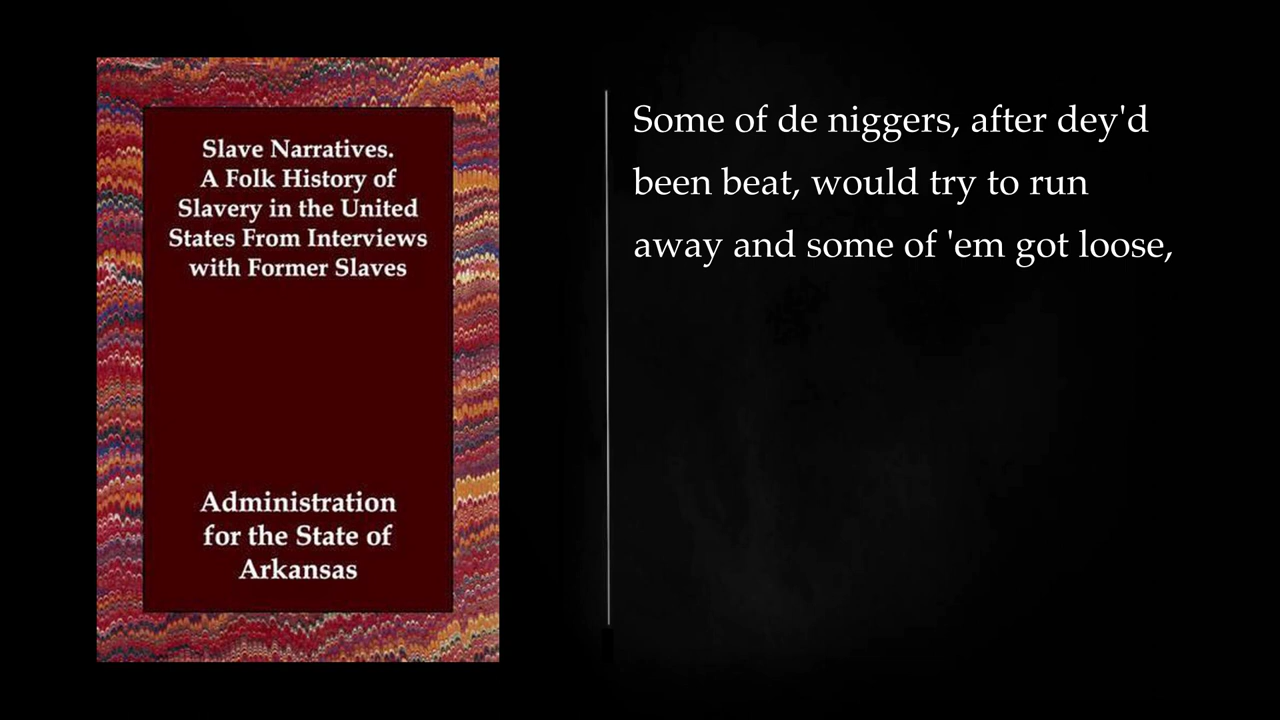 Slave Narratives.
A Folk History of
Slavery in the United
States From Interviews
with Former Slaves
Administration
for the State of
Arkansas
Some of de niggers, after dey'd
been beat, would try to run
away and some of 'em got loose,